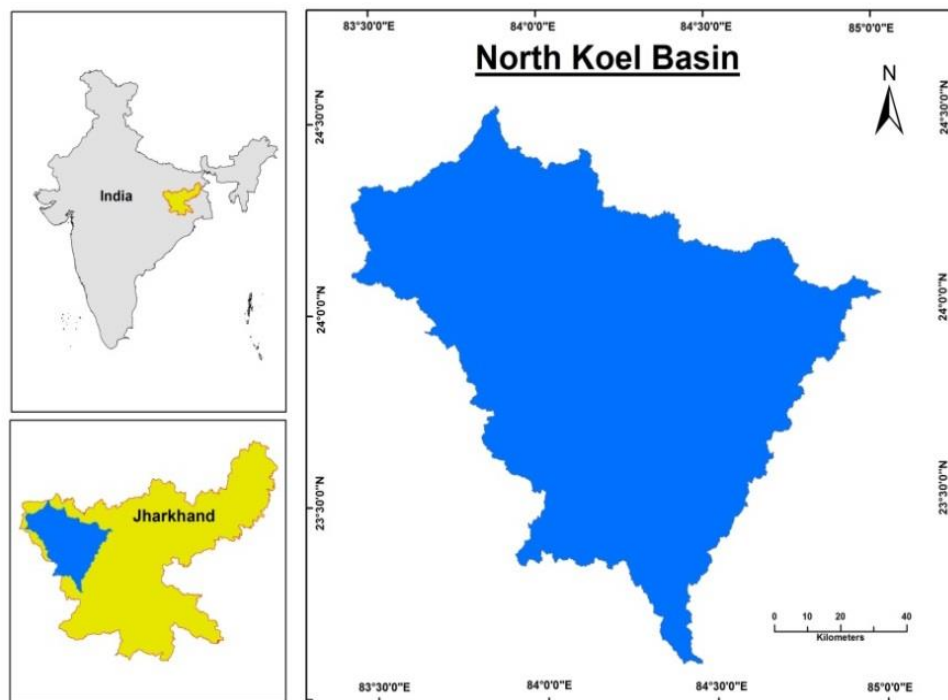 India
Jharkhand
83°30'0"E 84°0'0"E 84°30'0"E 85°0'0"E
North Koel Basin
N
24°30'0"N 24°30'0"N
24°0'0"N 24°0'0"N
23°30'0"N 23°30'0"N
0 10 20 40
Kilometers
83°30'0"E 84°0'0"E 84°30'0"E 85°0'0"E